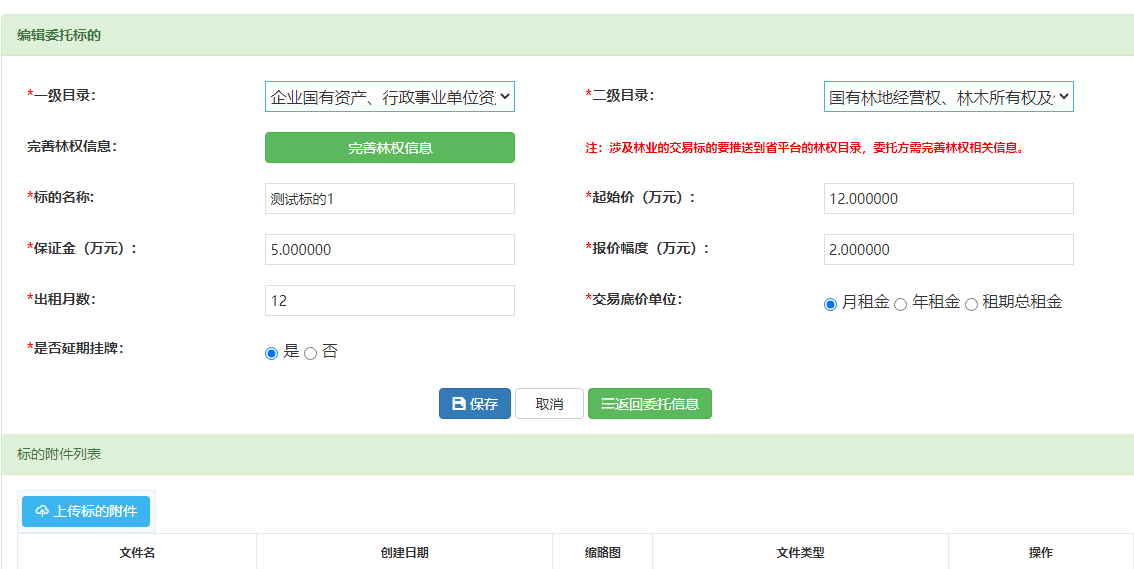 编辑委托标的
*一级目录: 企业国有资产、行政事业单位资 *二级目录: 国有林地经营权、林木所有权及
完善林权信息: 完善林权信息 注：涉及林业的交易标的要推送到省平台的林权目录，委托方需完善林权相关信息。
*标的名称: 测试标的1 *起始价（万元）: 12.000000
*保证金（万元）: 5.000000 *报价幅度（万元）: 2.000000
*出租月数: 12 *交易底价单位: 月租金 年租金 租期总租金
*是否延期挂牌: 是 否
保存 取消 返回委托信息
标的附件列表
上传标的附件
文件名 创建日期 缩略图 文件类型 操作